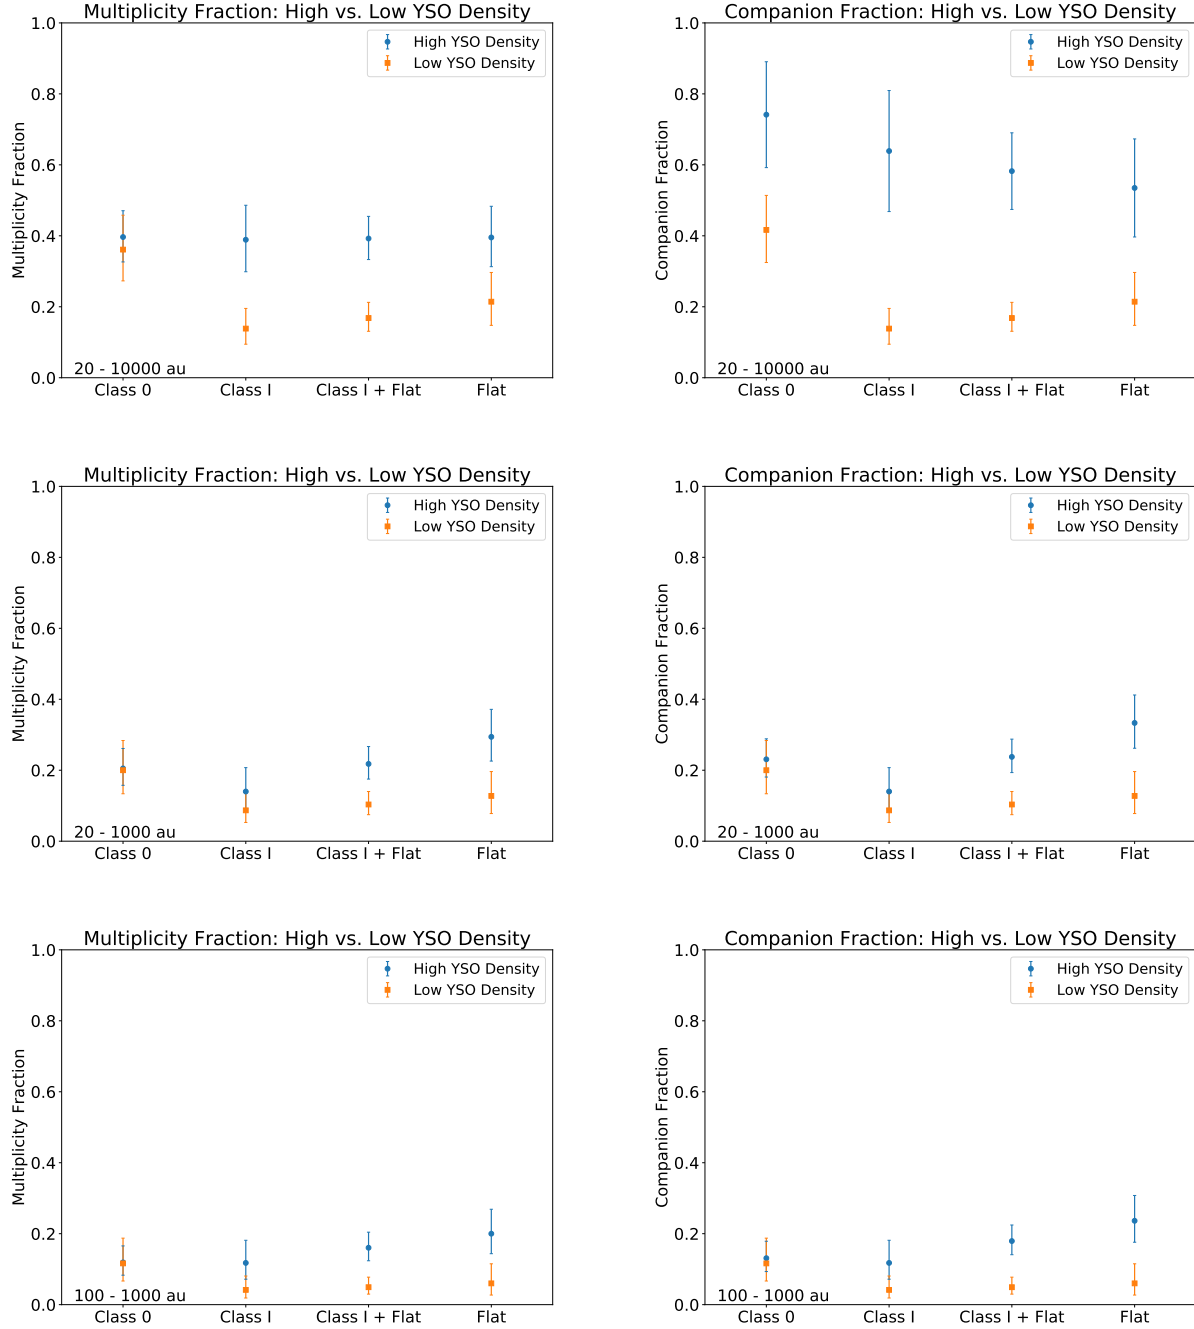 Multiplicity Fraction: High vs. Low YSO Density
1.0
0.8
0.6
0.4
0.2
0.0
Multiplicity Fraction
High YSO Density
Low YSO Density
20 - 10000 au
Class 0
Class I
Class I + Flat
Flat
Companion Fraction: High vs. Low YSO Density
1.0
0.8
0.6
0.4
0.2
0.0
Companion Fraction
High YSO Density
Low YSO Density
20 - 10000 au
Class 0
Class I
Class I + Flat
Flat
Multiplicity Fraction: High vs. Low YSO Density
1.0
0.8
0.6
0.4
0.2
0.0
Multiplicity Fraction
High YSO Density
Low YSO Density
20 - 1000 au
Class 0
Class I
Class I + Flat
Flat
Companion Fraction: High vs. Low YSO Density
1.0
0.8
0.6
0.4
0.2
0.0
Companion Fraction
High YSO Density
Low YSO Density
20 - 1000 au
Class 0
Class I
Class I + Flat
Flat
Multiplicity Fraction: High vs. Low YSO Density
1.0
0.8
0.6
0.4
0.2
0.0
Multiplicity Fraction
High YSO Density
Low YSO Density
100 - 1000 au
Class 0
Class I
Class I + Flat
Flat
Companion Fraction: High vs. Low YSO Density
1.0
0.8
0.6
0.4
0.2
0.0
Companion Fraction
High YSO Density
Low YSO Density
100 - 1000 au
Class 0
Class I
Class I + Flat
Flat